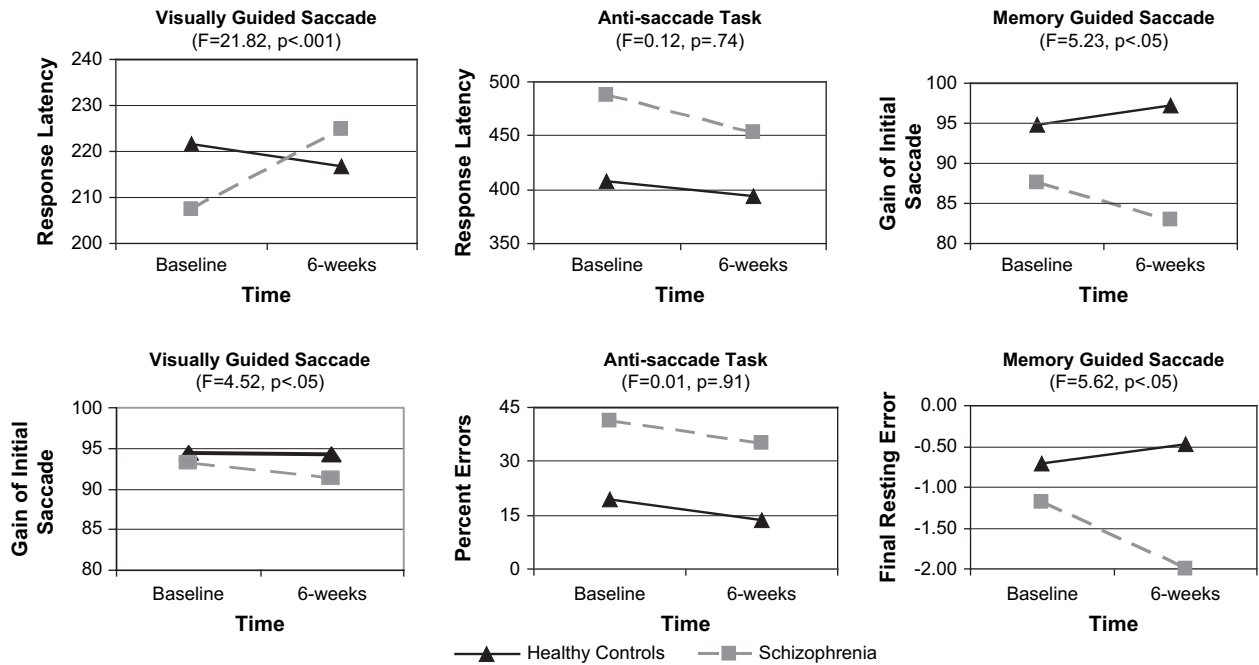 Visually Guided Saccade
(F=21.82, p<.001)
Response Latency
240
230
220
210
200
Baseline 6-weeks
Time
Anti-saccade Task
(F=0.12, p=.74)
Response Latency
500
450
400
350
Baseline 6-weeks
Time
Memory Guided Saccade
(F=5.23, p<.05)
Gain of Initial
Saccade
100
95
90
85
80
Baseline 6-weeks
Time
Visually Guided Saccade
(F=4.52, p<.05)
Gain of Initial
Saccade
100
95
90
85
80
Baseline 6-weeks
Time
Anti-saccade Task
(F=0.01, p=.91)
Percent Errors
45
30
15
0
Baseline 6-weeks
Time
Memory Guided Saccade
(F=5.62, p<.05)
Final Resting Error
0.00
-0.50
-1.00
-1.50
-2.00
Baseline 6-weeks
Time
Healthy Controls Schizophrenia